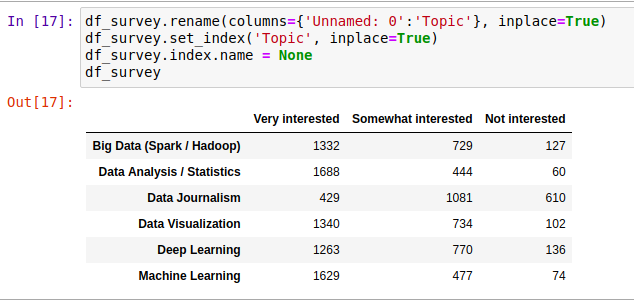 In [17]: df_survey.rename(columns={'Unnamed: 0':'Topic'}, inplace=True)
df_survey.set_index('Topic', inplace=True)
df_survey.index.name = None
df_survey
Out[17]:
Very interested Somewhat interested Not interested
Big Data (Spark / Hadoop) 1332 729 127
Data Analysis / Statistics 1688 444 60
Data Journalism 429 1081 610
Data Visualization 1340 734 102
Deep Learning 1263 770 136
Machine Learning 1629 477 74